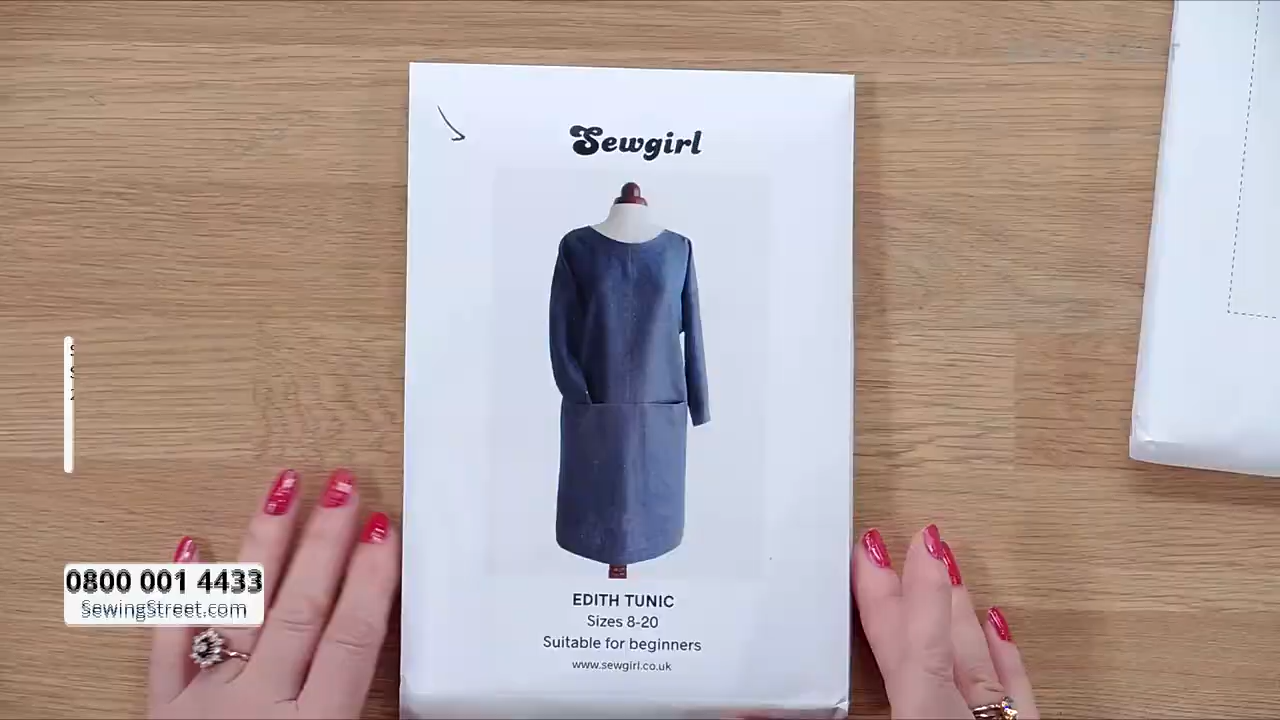 Sewgirl
EDITH TUNIC
Sizes 8-20
Suitable for beginners
www.sewgirl.co.uk
0800 001 4433
SewingStreet.com